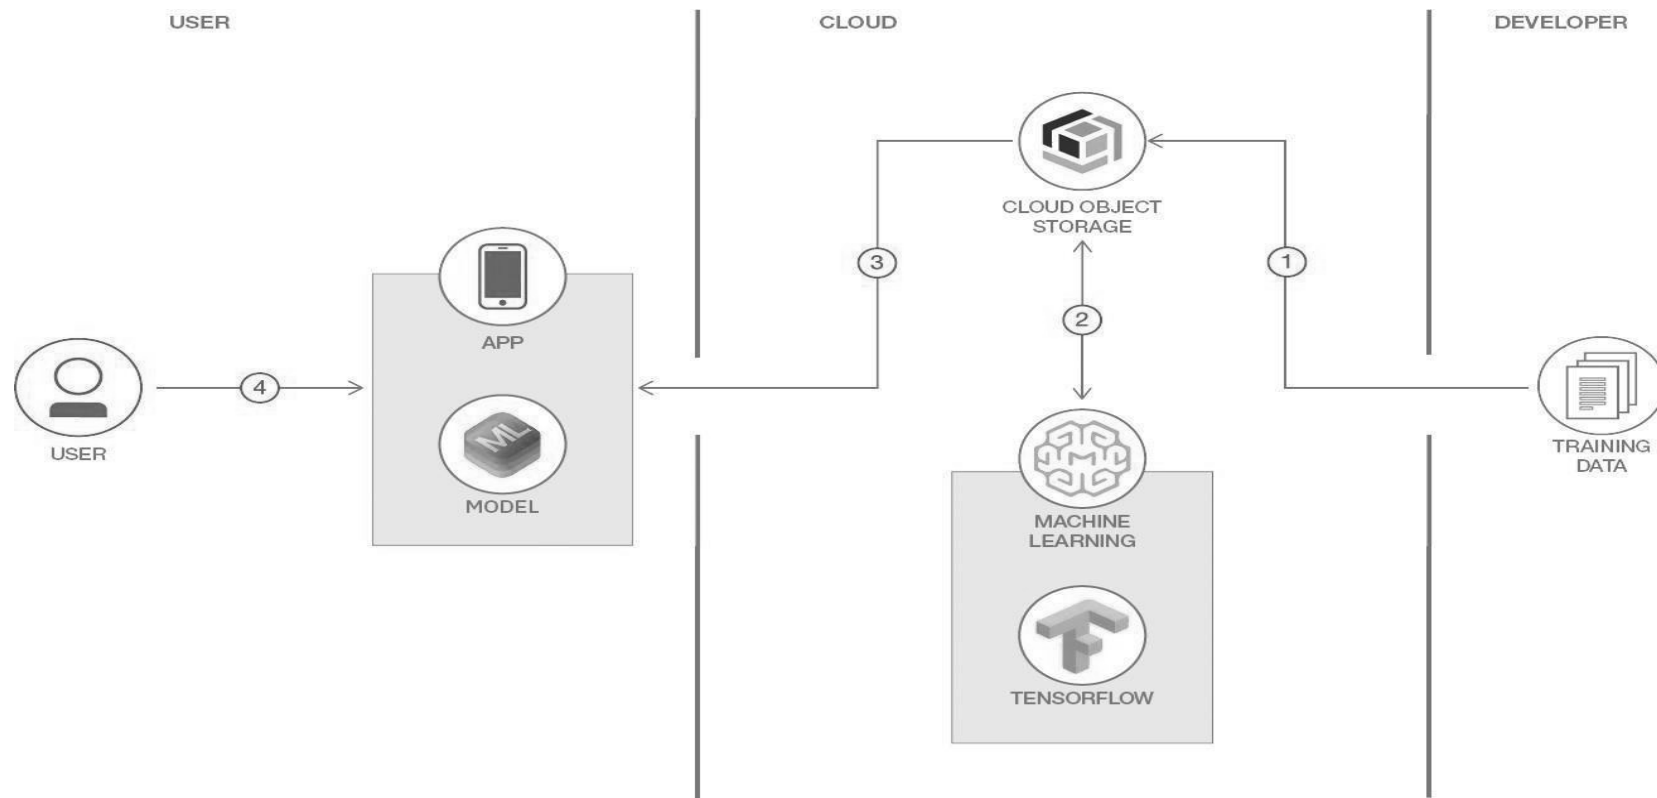 USER
CLOUD
DEVELOPER
CLOUD OBJECT
STORAGE
3
1
APP
2
4
USER
ML
MODEL
TRAINING
DATA
MACHINE
LEARNING
TENSORFLOW